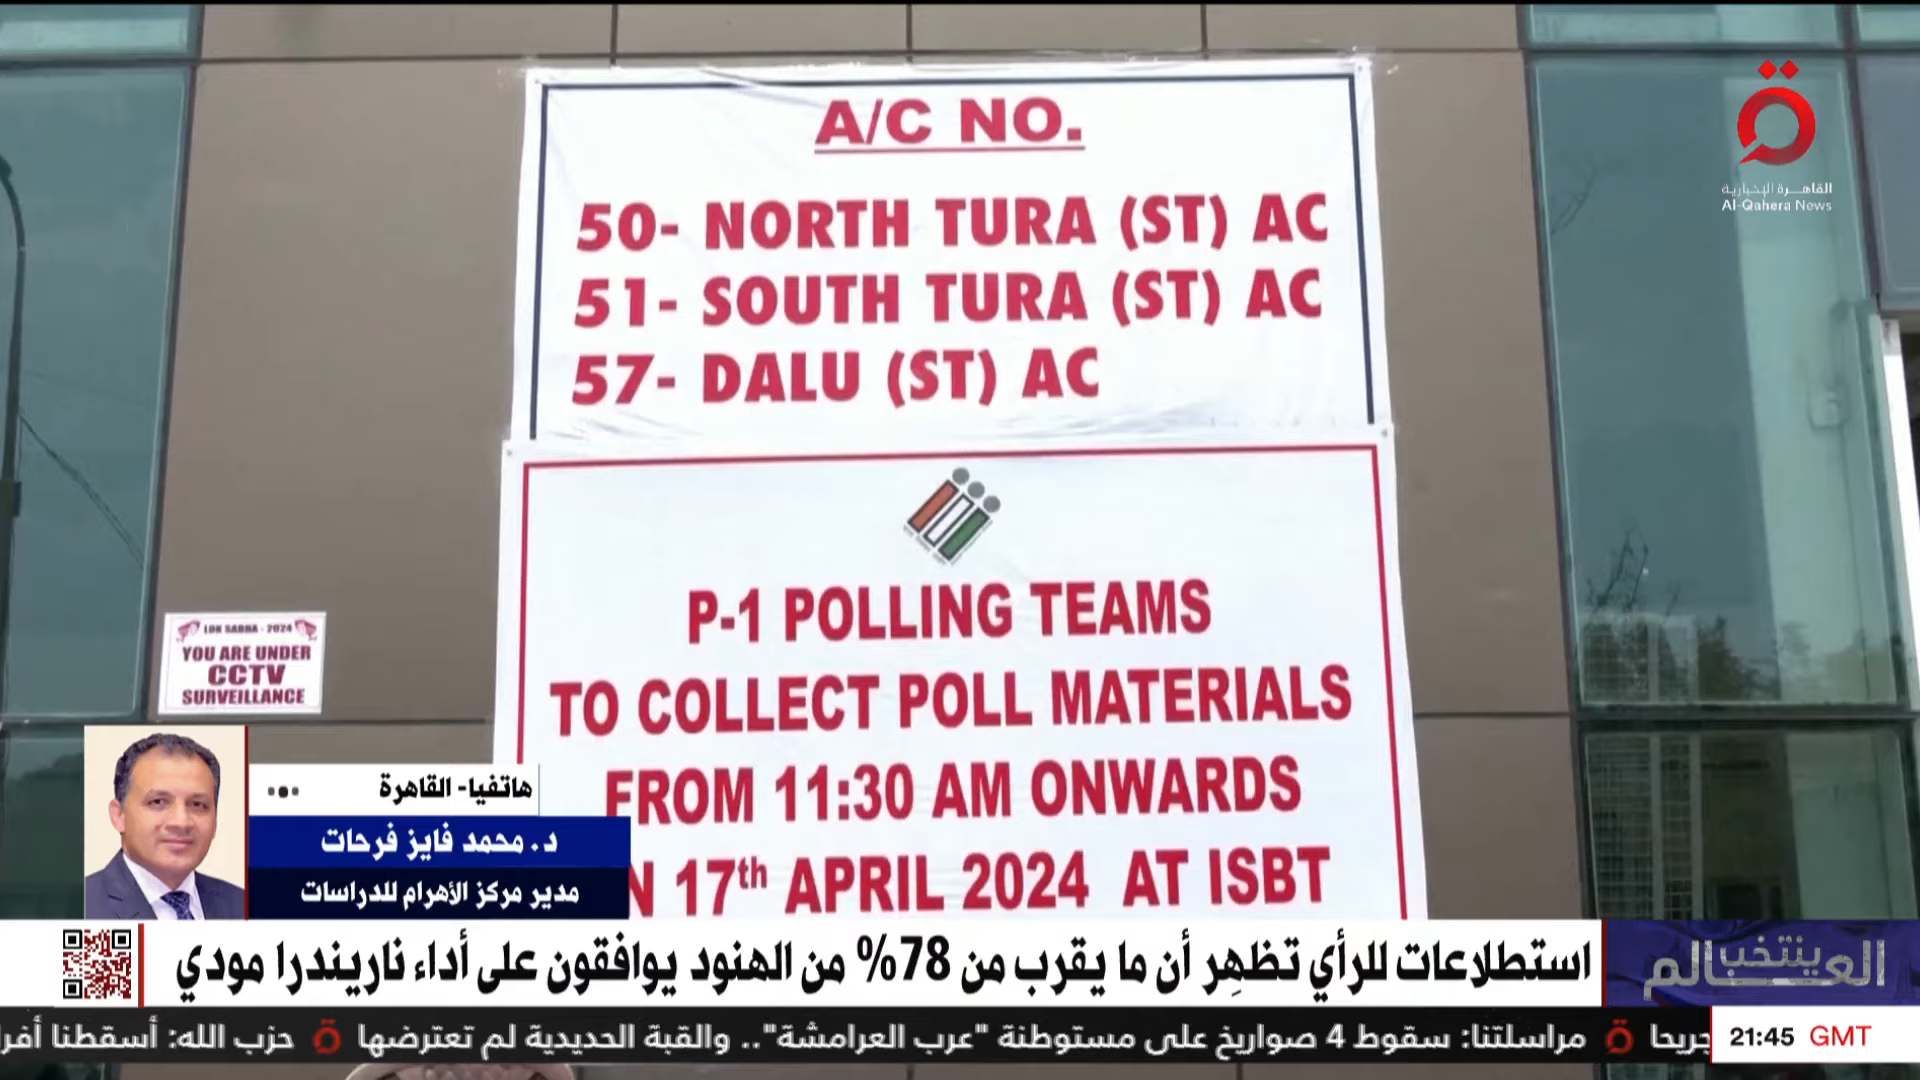 A/C NO.
50- NORTH TURA (ST) AC
51- SOUTH TURA (ST) AC
57- DALU (ST) AC
القاهرة الإخبارية
Al-Qahera News
P-1 POLLING TEAMS
TO COLLECT POLL MATERIALS
FROM 11:30 AM ONWARDS
N 17th APRIL 2024 AT ISBT
LOK SABHA - 2024
YOU ARE UNDER
CCTV
SURVEILLANCE
هاتفيا- القاهرة
د. محمد فايز فرحات
مدير مركز الأهرام للدراسات
العالم ينتخب
استطلاعات للرأي تظهِر أن ما يقرب من 78% من الهنود يوافقون على أداء ناريندرا مودي
جريحا مراسلتنا: سقوط 4 صواريخ على مستوطنة "عرب العرامشة".. والقبة الحديدية لم تعترضها حزب الله: أسقطنا أفرا
21:45 GMT